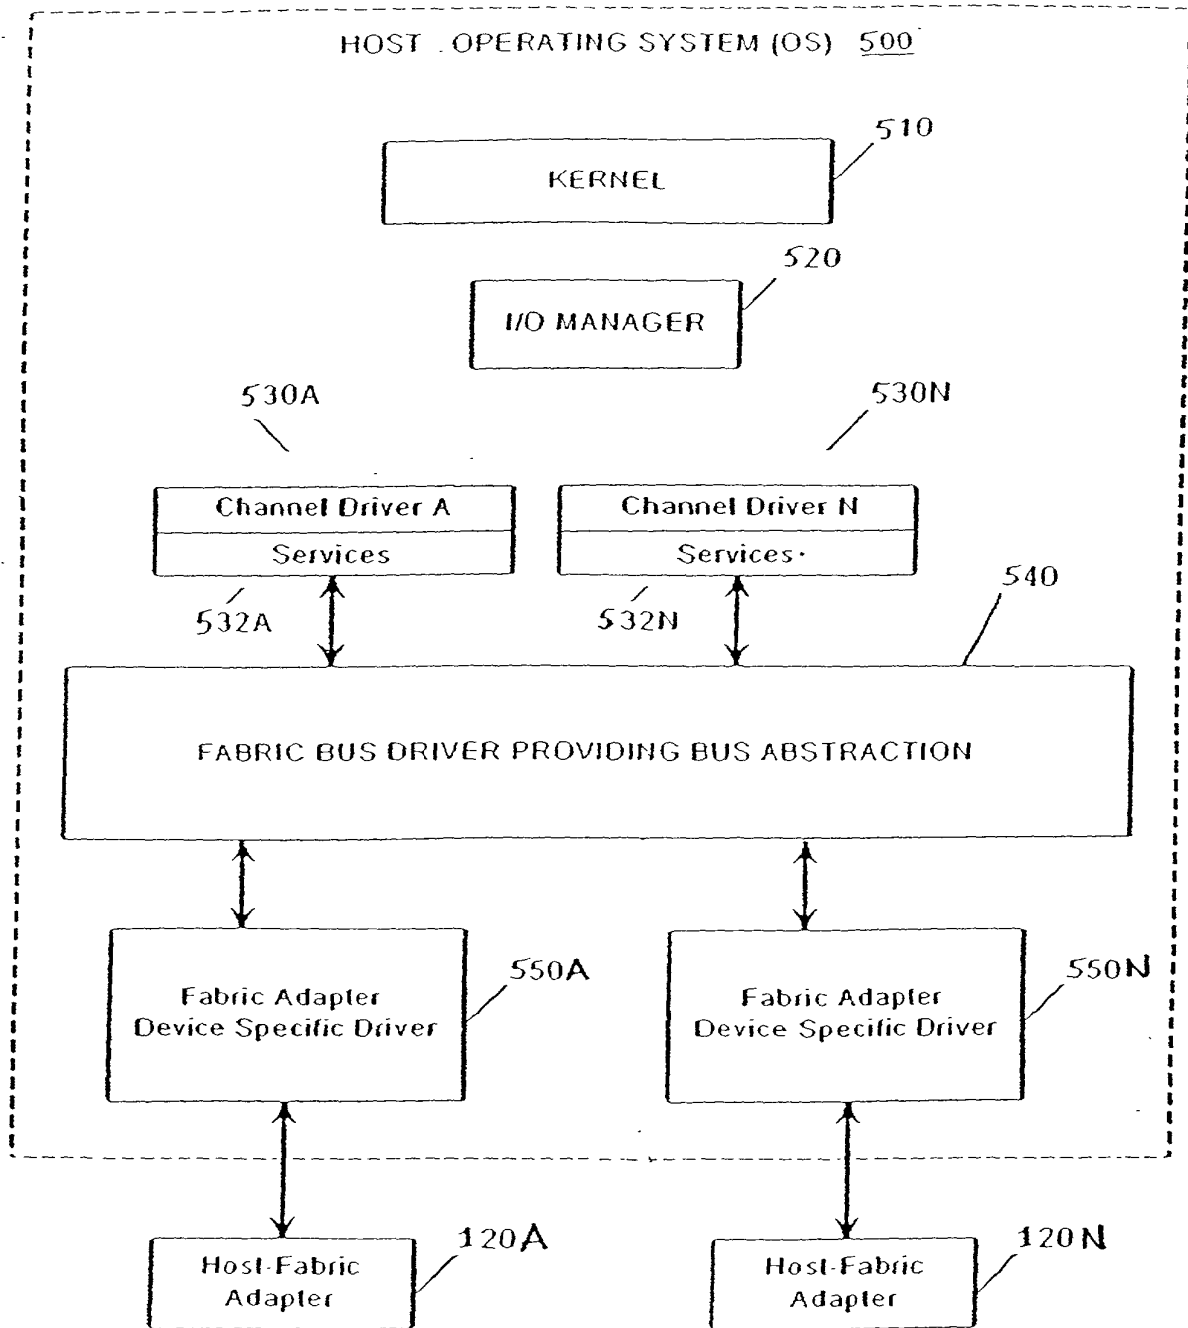 HOST OPERATING SYSTEM (OS) 500
510
KERNEL
520
I/O MANAGER
530A
530N
Channel Driver A
Services
Channel Driver N
Services
532A
532N
540
FABRIC BUS DRIVER PROVIDING BUS ABSTRACTION
550A
Fabric Adapter
Device Specific Driver
550N
Fabric Adapter
Device Specific Driver
120A
Host-Fabric
Adapter
120N
Host-Fabric
Adapter